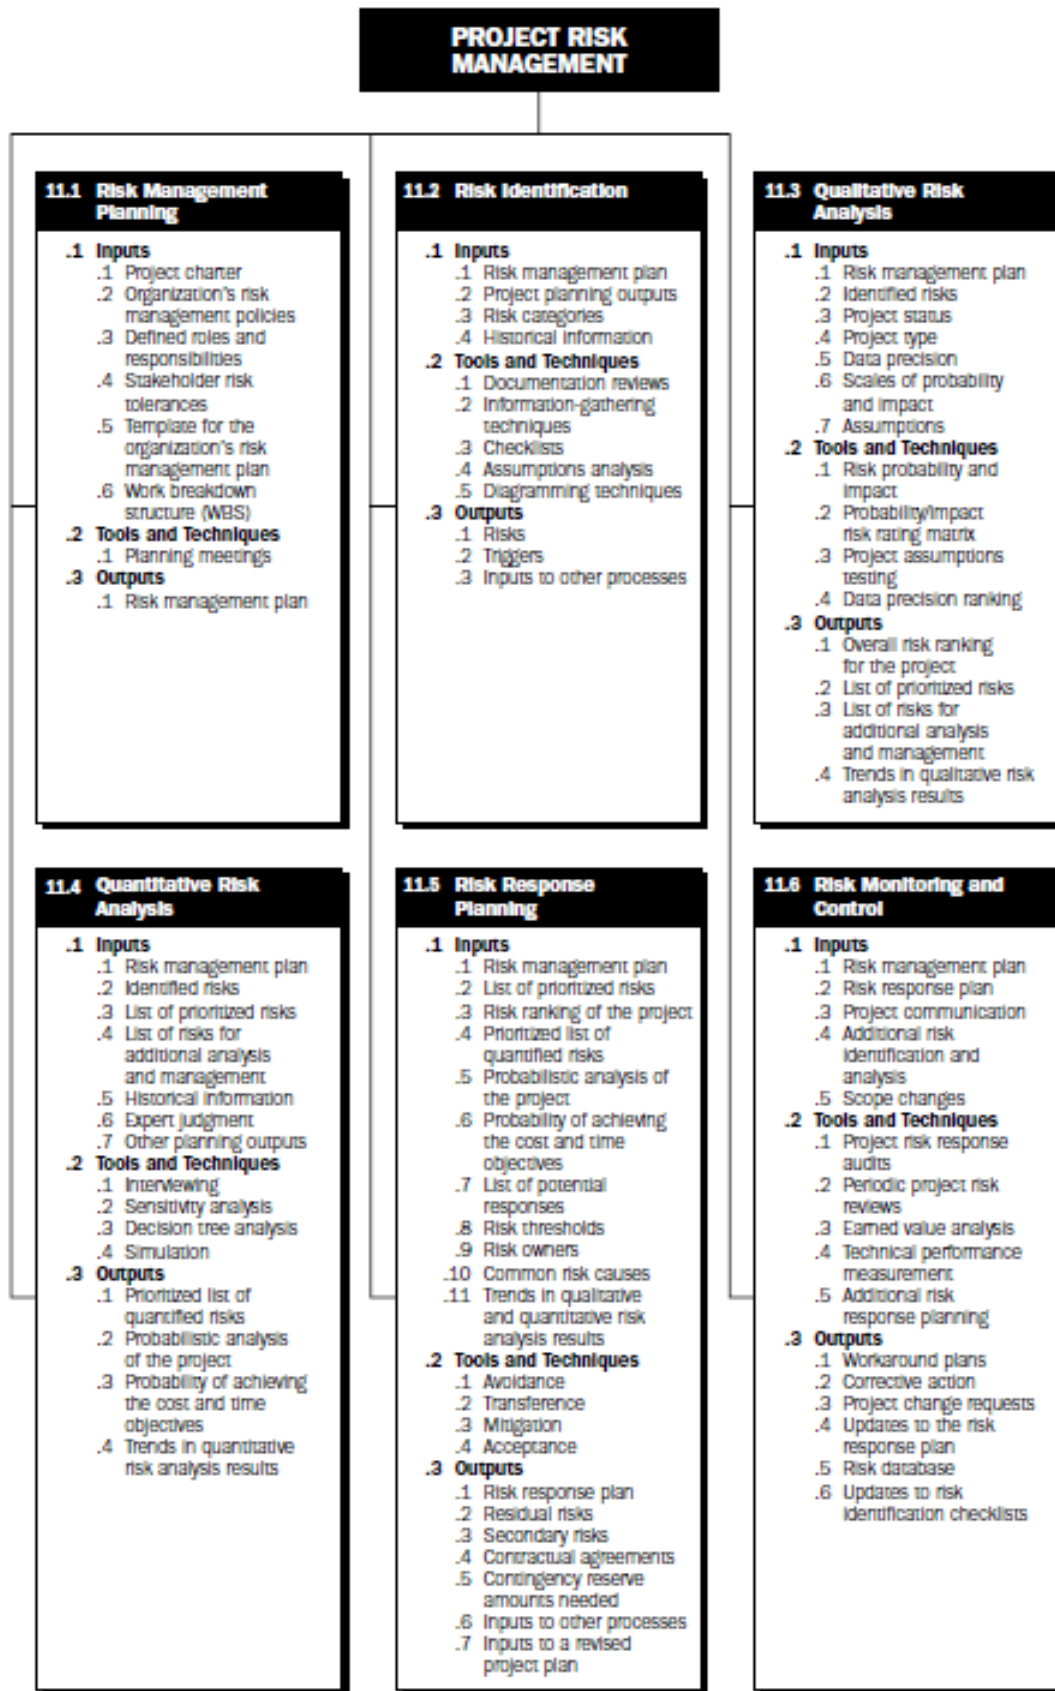 PROJECT RISK
MANAGEMENT
11.1 Risk Management
Planning
.1 Inputs
.1 Project charter
.2 Organization's risk
management policies
.3 Defined roles and
responsibilities
.4 Stakeholder risk
tolerances
.5 Template for the
organization's risk
management plan
.6 Work breakdown
structure (WBS)
.2 Tools and Techniques
.1 Planning meetings
.3 Outputs
.1 Risk management plan
11.2 Risk Identification
.1 Inputs
.1 Risk management plan
.2 Project planning outputs
.3 Risk categories
.4 Historical information
.2 Tools and Techniques
.1 Documentation reviews
.2 Information-gathering
techniques
.3 Checklists
.4 Assumptions analysis
.5 Diagramming techniques
.3 Outputs
.1 Risks
.2 Triggers
.3 Inputs to other processes
11.3 Qualitative Risk
Analysis
.1 Inputs
.1 Risk management plan
.2 Identified risks
.3 Project status
.4 Project type
.5 Data precision
.6 Scales of probability
and impact
.7 Assumptions
.2 Tools and Techniques
.1 Risk probability and
impact
.2 Probability/impact
risk rating matrix
.3 Project assumptions
testing
.4 Data precision ranking
.3 Outputs
.1 Overall risk ranking
for the project
.2 List of prioritized risks
.3 List of risks for
additional analysis
and management
.4 Trends in qualitative risk
analysis results
11.4 Quantitative Risk
Analysis
.1 Inputs
.1 Risk management plan
.2 Identified risks
.3 List of prioritized risks
.4 List of risks for
additional analysis
and management
.5 Historical information
.6 Expert judgment
.7 Other planning outputs
.2 Tools and Techniques
.1 Interviewing
.2 Sensitivity analysis
.3 Decision tree analysis
.4 Simulation
.3 Outputs
.1 Prioritized list of
quantified risks
.2 Probabilistic analysis
of the project
.3 Probability of achieving
the cost and time
objectives
.4 Trends in quantitative
risk analysis results
11.5 Risk Response
Planning
.1 Inputs
.1 Risk management plan
.2 List of prioritized risks
.3 Risk ranking of the project
.4 Prioritized list of
quantified risks
.5 Probabilistic analysis of
the project
.6 Probability of achieving
the cost and time
objectives
.7 List of potential
responses
.8 Risk thresholds
.9 Risk owners
.10 Common risk causes
.11 Trends in qualitative
and quantitative risk
analysis results
.2 Tools and Techniques
.1 Avoidance
.2 Transference
.3 Mitigation
.4 Acceptance
.3 Outputs
.1 Risk response plan
.2 Residual risks
.3 Secondary risks
.4 Contractual agreements
.5 Contingency reserve
amounts needed
.6 Inputs to other processes
.7 Inputs to a revised
project plan
11.6 Risk Monitoring and
Control
.1 Inputs
.1 Risk management plan
.2 Risk response plan
.3 Project communication
.4 Additional risk
identification and
analysis
.5 Scope changes
.2 Tools and Techniques
.1 Project risk response
audits
.2 Periodic project risk
reviews
.3 Earned value analysis
.4 Technical performance
measurement
.5 Additional risk
response planning
.3 Outputs
.1 Workaround plans
.2 Corrective action
.3 Project change requests
.4 Updates to the risk
response plan
.5 Risk database
.6 Updates to risk
identification checklists